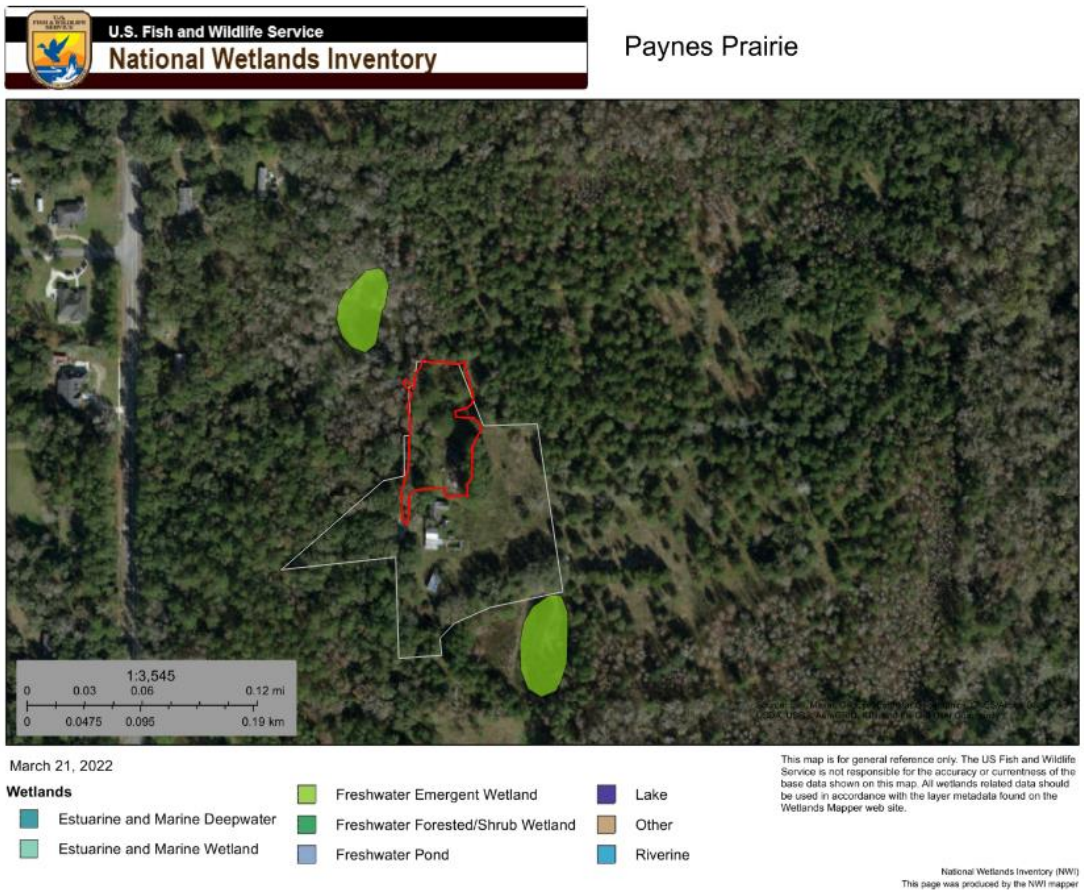 U.S.
FISH & WILDLIFE
SERVICE
U.S. Fish and Wildlife Service
National Wetlands Inventory
Paynes Prairie
1:3,545
0 0.03 0.06 0.12 mi
0 0.0475 0.095 0.19 km
March 21, 2022
This map is for general reference only. The US Fish and Wildlife
Service is not responsible for the accuracy or currentness of the
base data shown on this map. All wetlands related data should
be used in accordance with the layer metadata found on the
Wetlands Mapper web site.
Wetlands
Estuarine and Marine Deepwater
Estuarine and Marine Wetland
Freshwater Emergent Wetland
Freshwater Forested/Shrub Wetland
Freshwater Pond
Lake
Other
Riverine
National Wetlands Inventory (NWI)
This page was produced by the NWI mapper